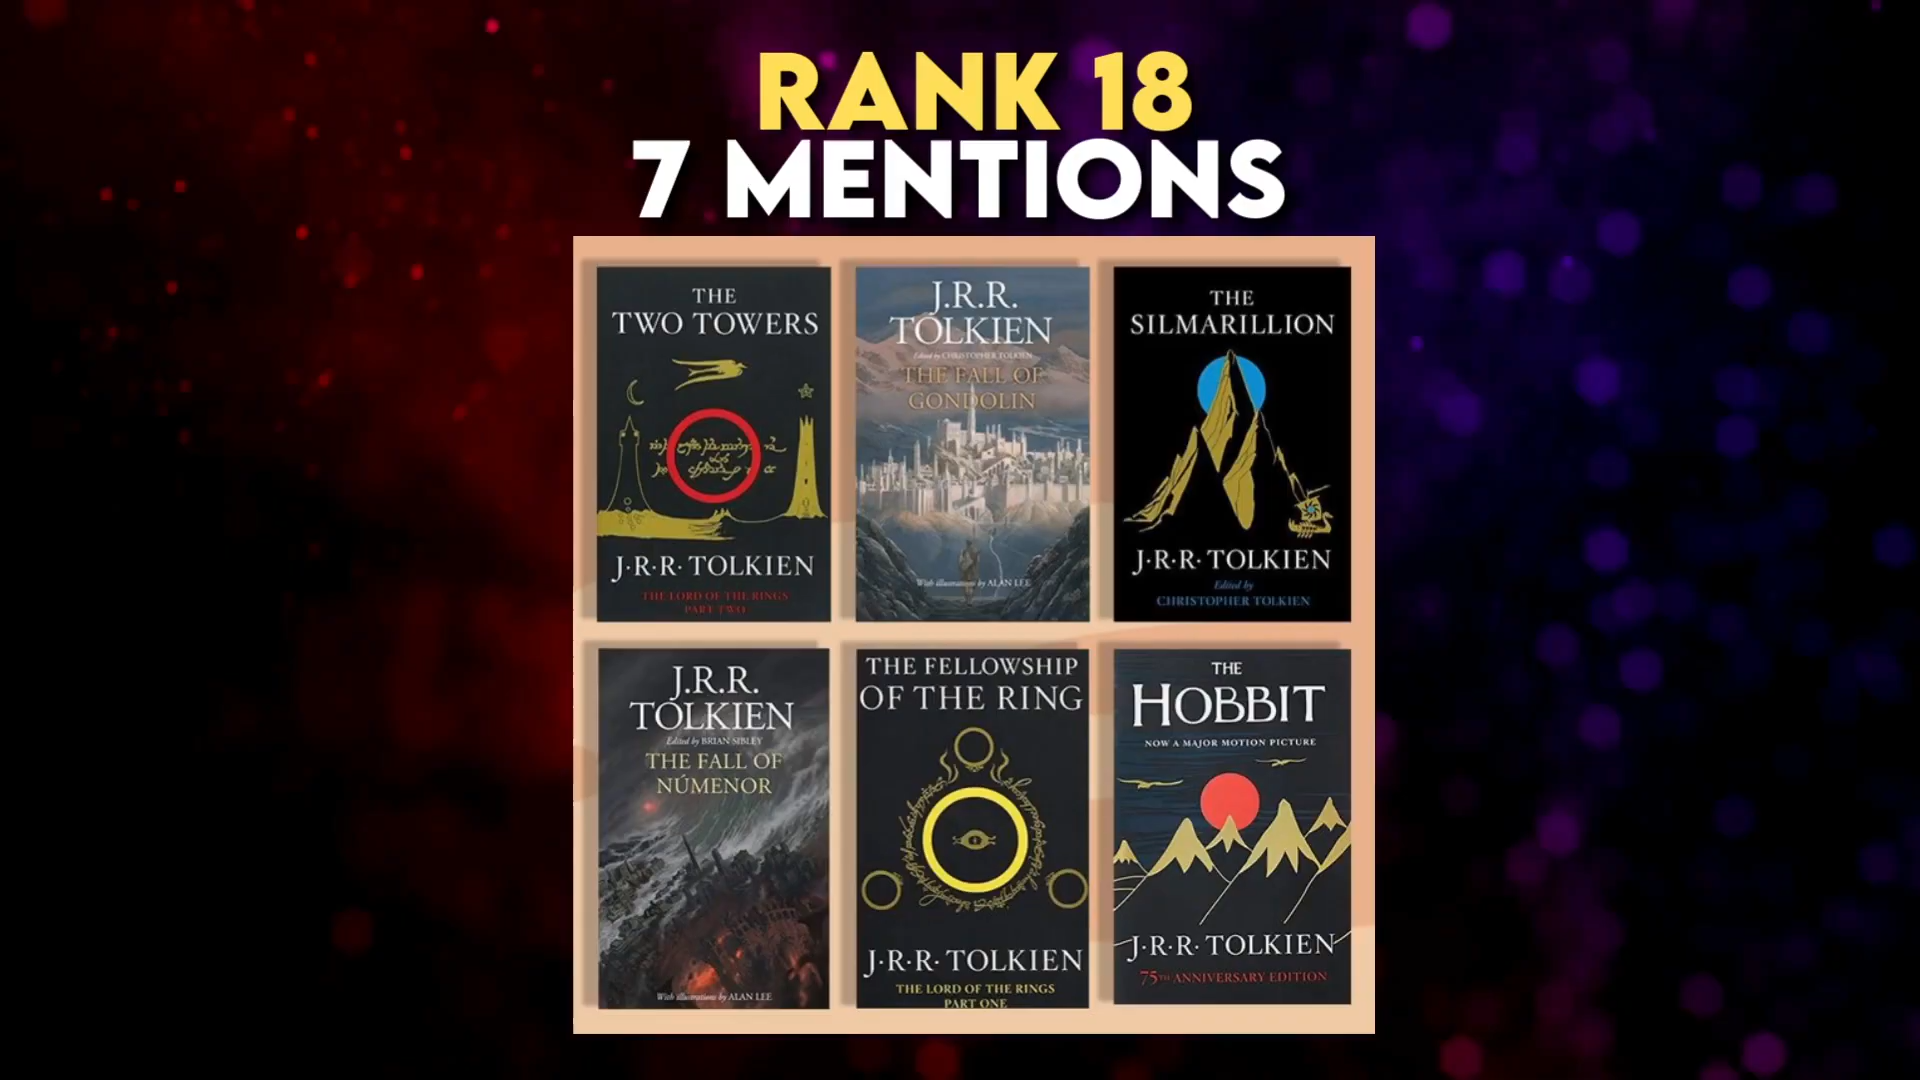 RANK 18
7 MENTIONS
THE
TWO TOWERS
J·R·R· TOLKIEN
THE LORD OF THE RINGS
PART TWO
J.R.R.
TOLKIEN
Edited by CHRISTOPHER TOLKIEN
THE FALL OF
GONDOLIN
With illustrations by ALAN LEE
THE
SILMARILLION
J·R·R· TOLKIEN
Edited by
CHRISTOPHER TOLKIEN
J.R.R.
TOLKIEN
Edited by BRIAN SIBLEY
THE FALL OF
NÚMENOR
With illustrations by ALAN LEE
THE FELLOWSHIP
OF THE RING
J·R·R· TOLKIEN
THE LORD OF THE RINGS
PART ONE
THE
HOBBIT
NOW A MAJOR MOTION PICTURE
J·R·R· TOLKIEN
75TH ANNIVERSARY EDITION